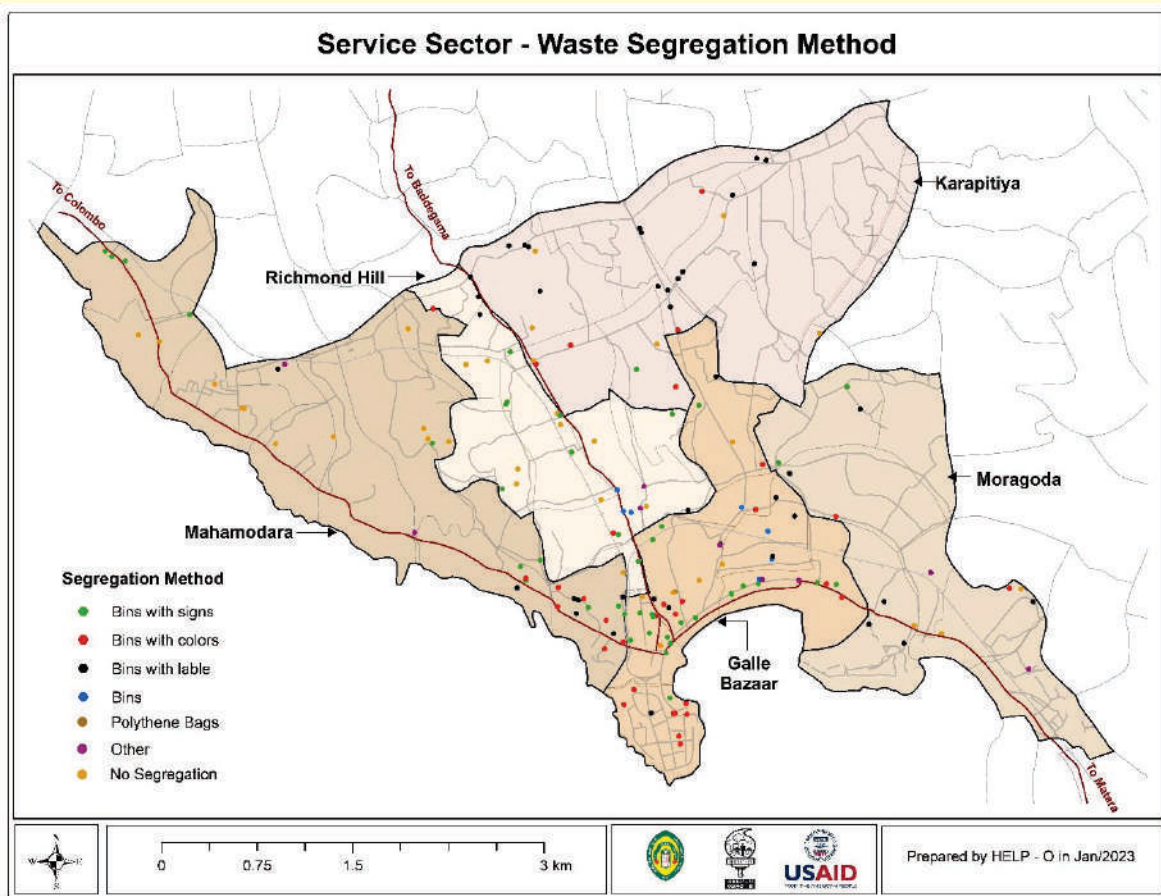 Service Sector - Waste Segregation Method
To Colombo
To Baddegama
Karapitiya
Richmond Hill
Moragoda
Mahamodara
Galle
Bazaar
To Matara
Segregation Method
Bins with signs
Bins with colors
Bins with lable
Bins
Polythene Bags
Other
No Segregation
0 0.75 1.5 3 km
USAID
Prepared by HELP - O in Jan/2023